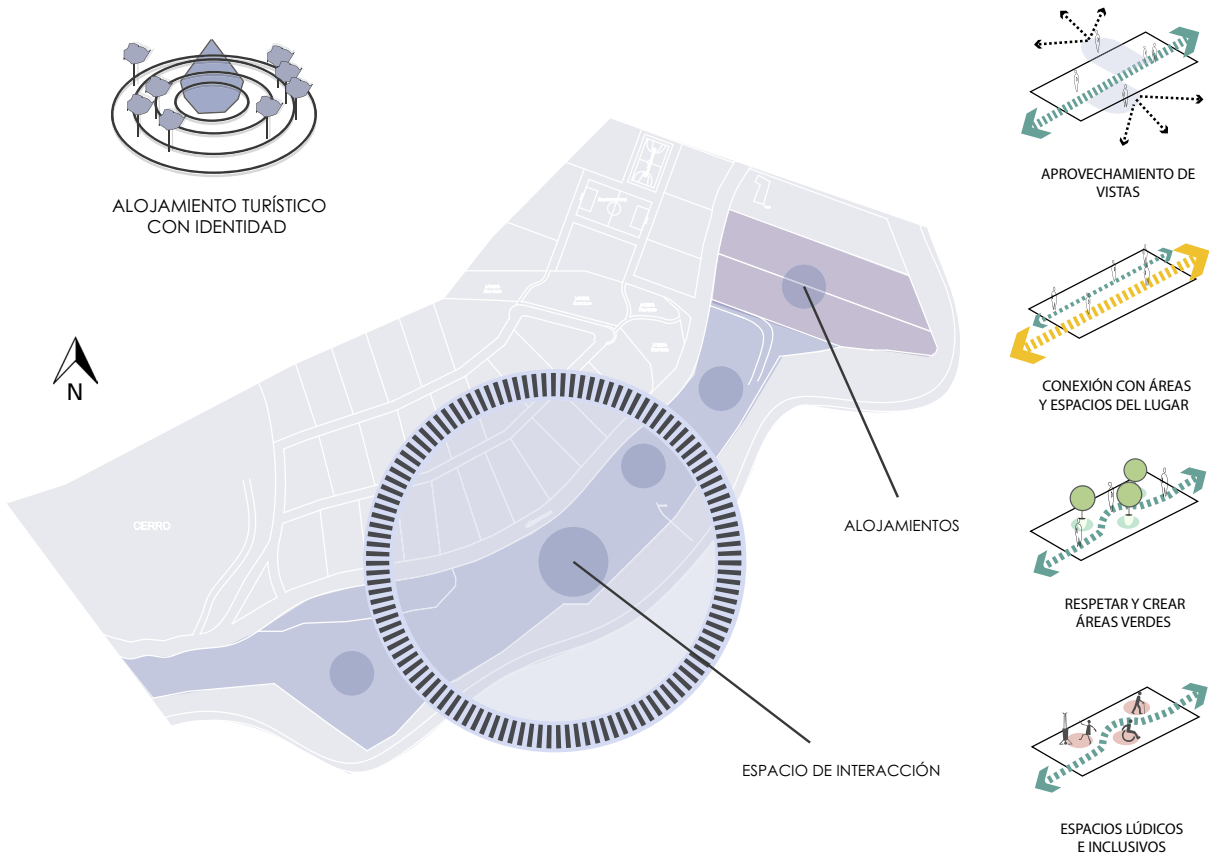 ALOJAMIENTO TURÍSTICO
CON IDENTIDAD
N
CERRO
ALOJAMIENTOS
ESPACIO DE INTERACCIÓN
APROVECHAMIENTO DE
VISTAS
CONEXIÓN CON ÁREAS
Y ESPACIOS DEL LUGAR
RESPETAR Y CREAR
ÁREAS VERDES
ESPACIOS LÚDICOS
E INCLUSIVOS